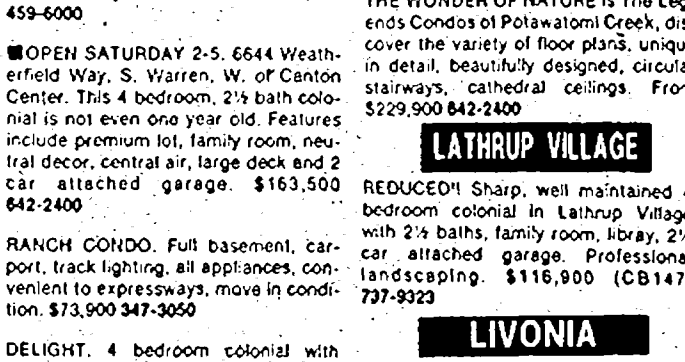 459-6000
■OPEN SATURDAY 2-5. 6644 Weath-
erfield Way, S. Warren, W. of Canton
Center. This 4 bedroom, 2½ bath colo-
nial is not even one year old. Features
include premium lot, family room, neu-
tral decor, central air, large deck and 2
car attached garage. $163,500
642-2400
RANCH CONDO. Full basement, car-
port, track lighting, all appliances, con-
venient to expressways, move in condi-
tion. $73,900 347-3050
DELIGHT. 4 bedroom colonial with
THE WONDER OF NATURE is The Leg
ends Condos of Potawatomi Creek, dis
cover the variety of floor plans, uniqu
in detail, beautifully designed, circula
stairways, cathedral ceilings. Fro
$229,900 642-2400
LATHRUP VILLAGE
REDUCED!! Sharp, well maintained
bedroom colonial in Lathrup Village
with 2½ baths, family room, libray, 2½
car attached garage. Professiona
landscaping. $116,900 (CB147
737-9323
LIVONIA